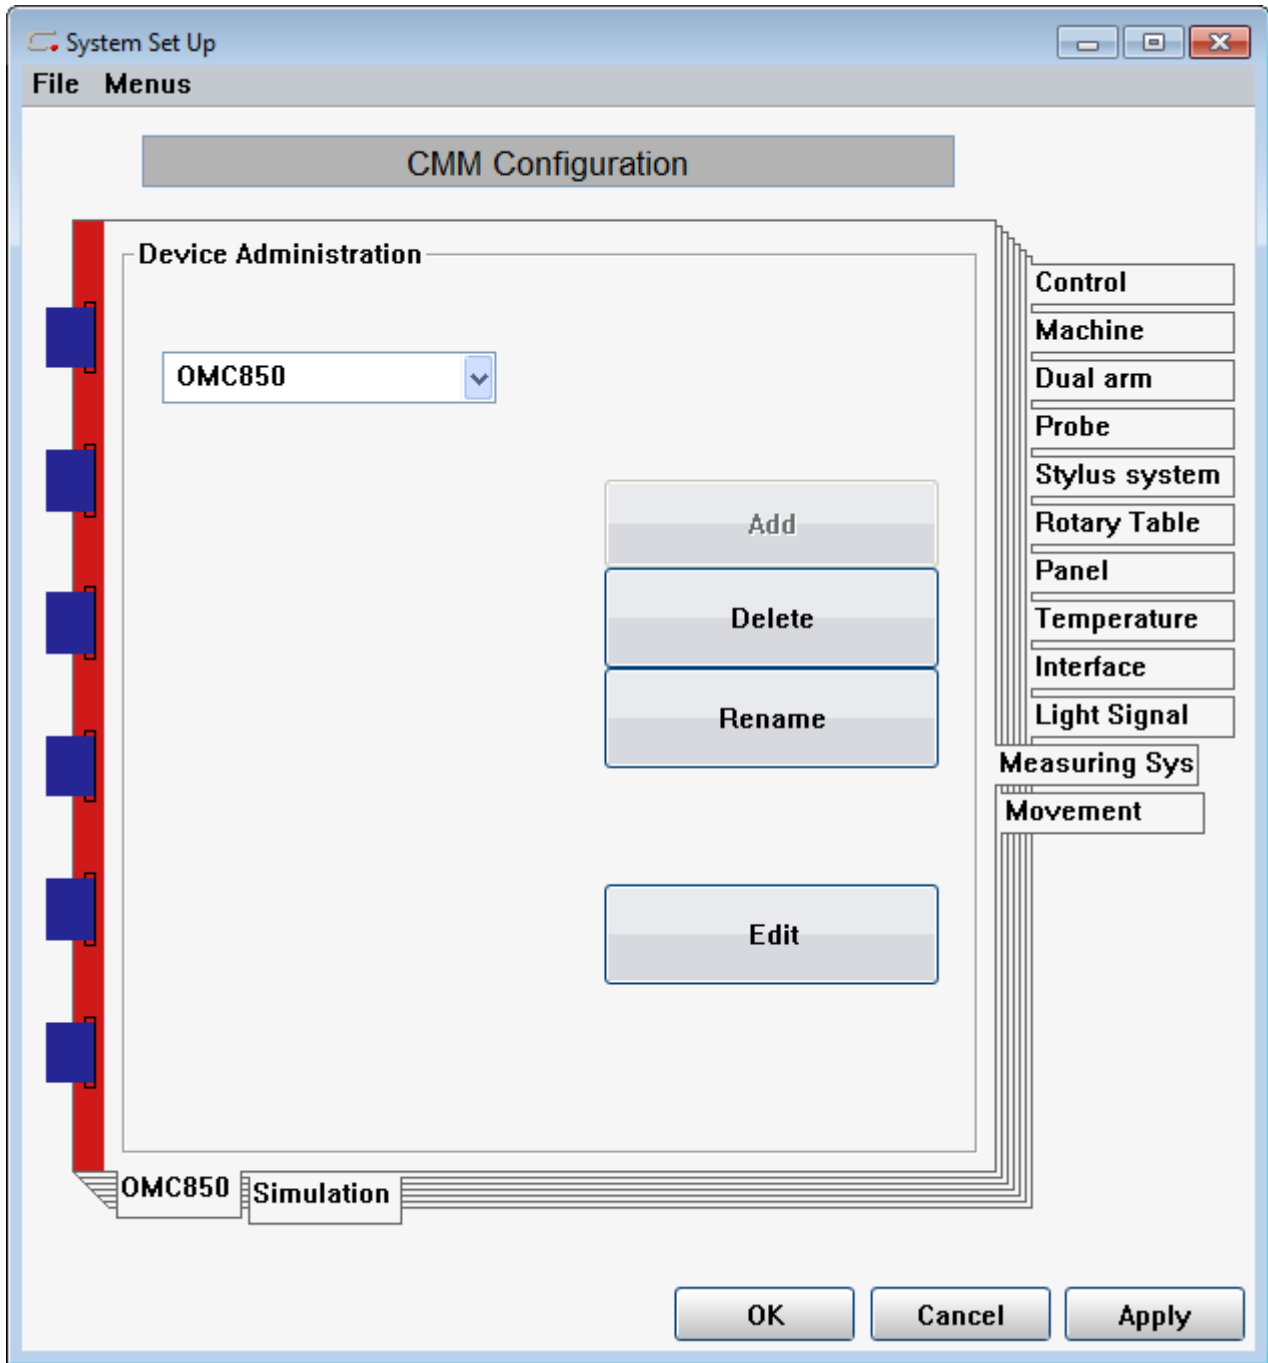 System Set Up
File Menus
CMM Configuration
Device Administration
OMC850
Add
Delete
Rename
Edit
Control
Machine
Dual arm
Probe
Stylus system
Rotary Table
Panel
Temperature
Interface
Light Signal
Measuring Sys
Movement
OMC850 Simulation
OK Cancel Apply